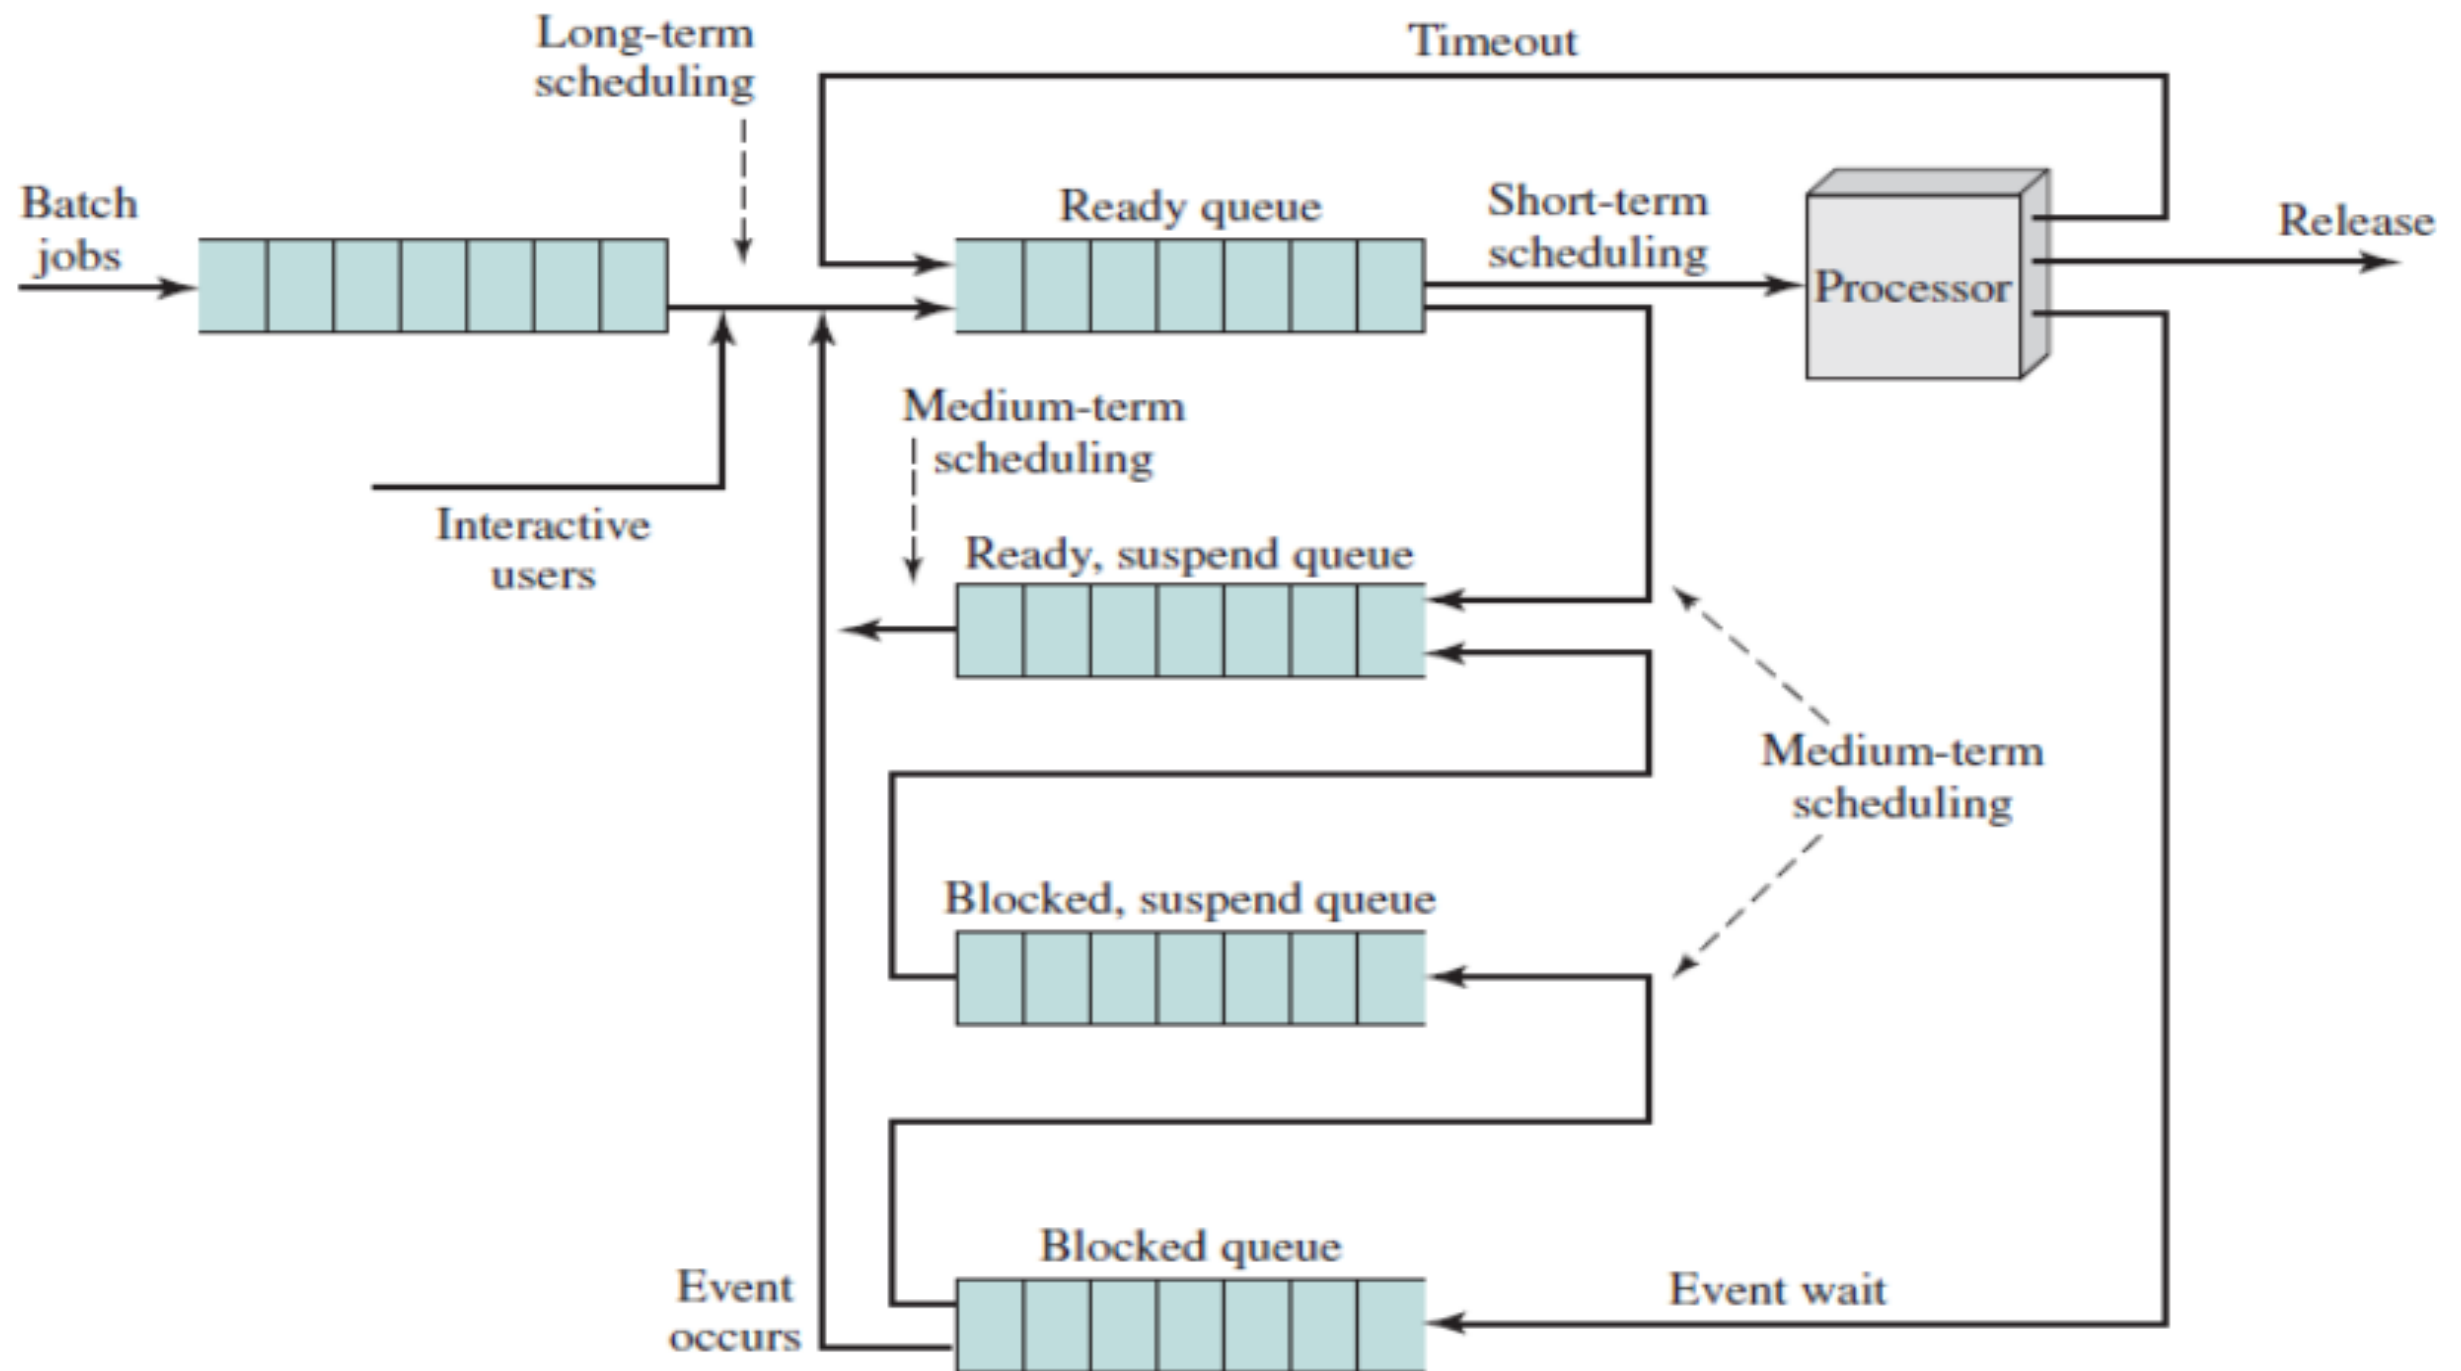 Long-term
scheduling
Timeout
Batch
jobs
Ready queue
Short-term
scheduling
Processor
Release
Medium-term
scheduling
Interactive
users
Ready, suspend queue
Medium-term
scheduling
Blocked, suspend queue
Blocked queue
Event
occurs
Event wait